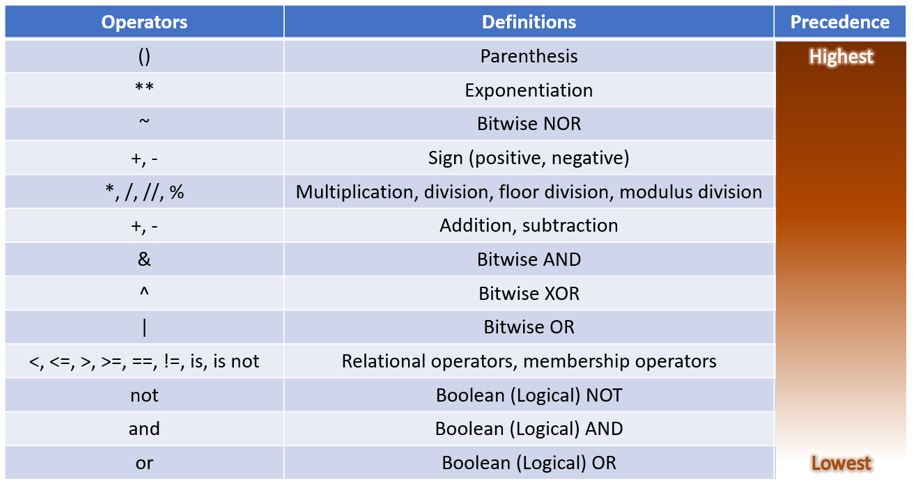 Operators Definitions Precedence
() Parenthesis Highest
** Exponentiation
~ Bitwise NOR
+, - Sign (positive, negative)
*, /, //, % Multiplication, division, floor division, modulus division
+, - Addition, subtraction
& Bitwise AND
^ Bitwise XOR
| Bitwise OR
<, <=, >, >=, ==, !=, is, is not Relational operators, membership operators
not Boolean (Logical) NOT
and Boolean (Logical) AND
or Boolean (Logical) OR Lowest